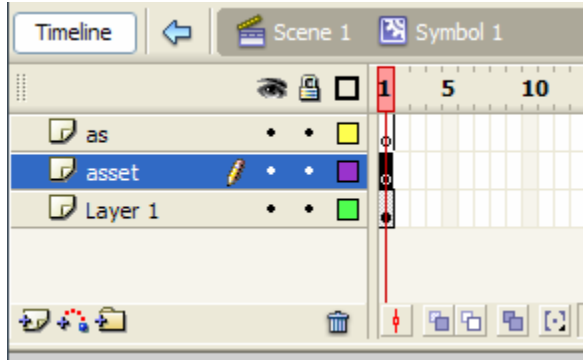 Timeline Scene 1 Symbol 1
1 5 10
as
asset
Layer 1